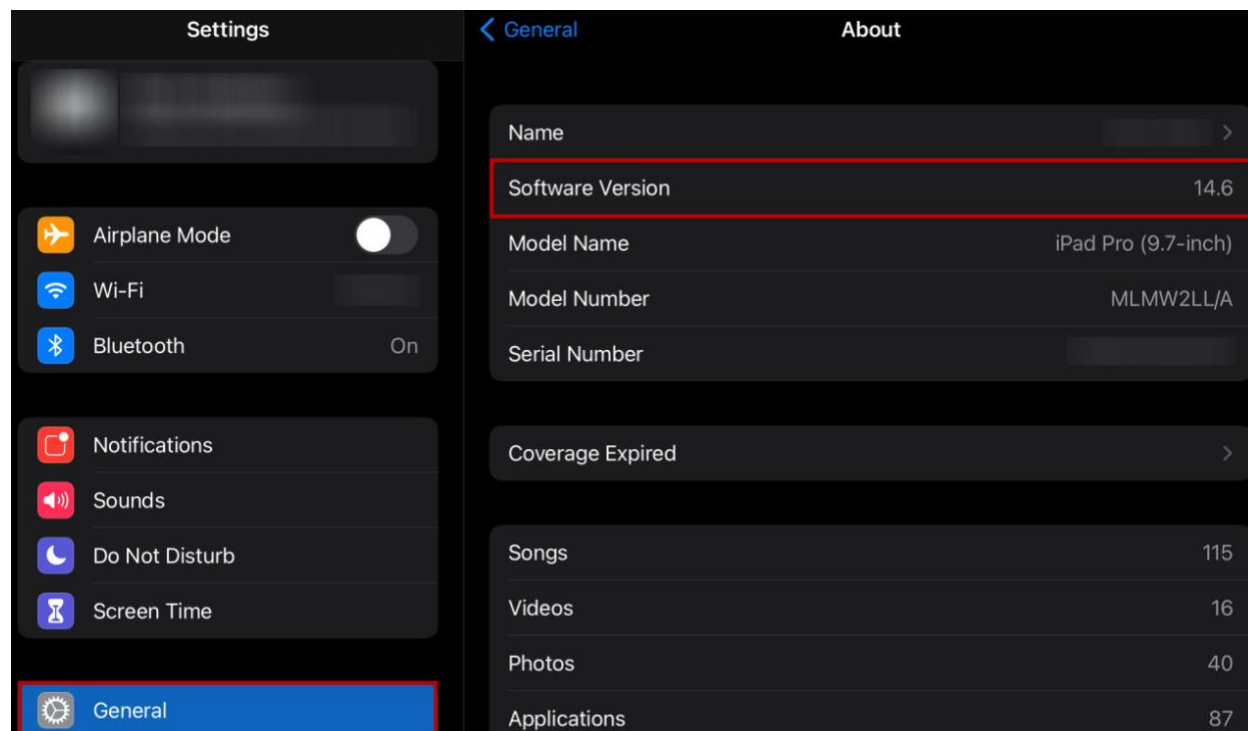 Settings
Airplane Mode
Wi-Fi
Bluetooth On
Notifications
Sounds
Do Not Disturb
Screen Time
General
General About
Name
Software Version 14.6
Model Name iPad Pro (9.7-inch)
Model Number MLMW2LL/A
Serial Number
Coverage Expired
Songs 115
Videos 16
Photos 40
Applications 87